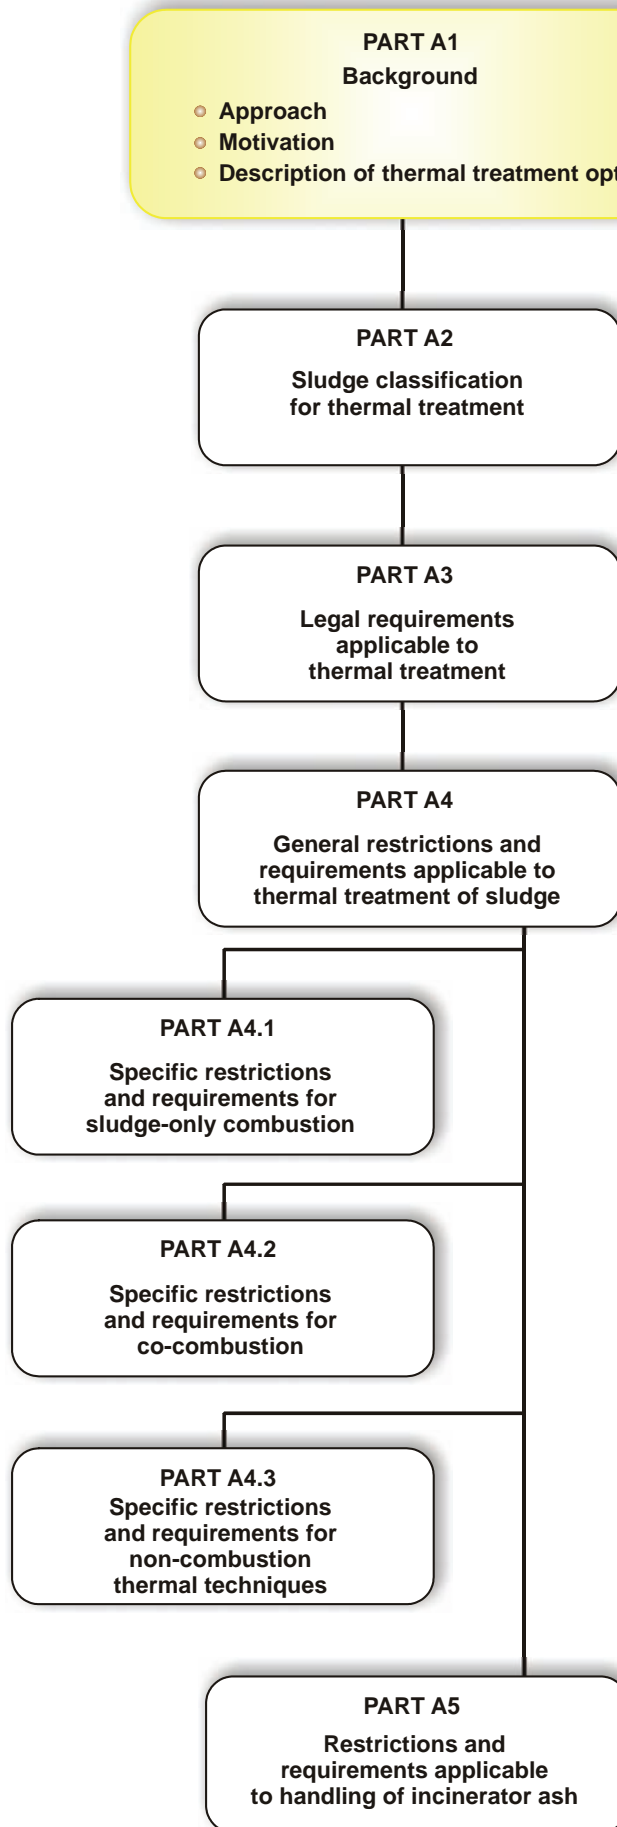 PART A1
Background
Approach
Motivation
Description of thermal treatment opt
PART A2
Sludge classification
for thermal treatment
PART A3
Legal requirements
applicable to
thermal treatment
PART A4
General restrictions and
requirements applicable to
thermal treatment of sludge
PART A4.1
Specific restrictions
and requirements for
sludge-only combustion
PART A4.2
Specific restrictions
and requirements for
co-combustion
PART A4.3
Specific restrictions
and requirements for
non-combustion
thermal techniques
PART A5
Restrictions and
requirements applicable
to handling of incinerator ash